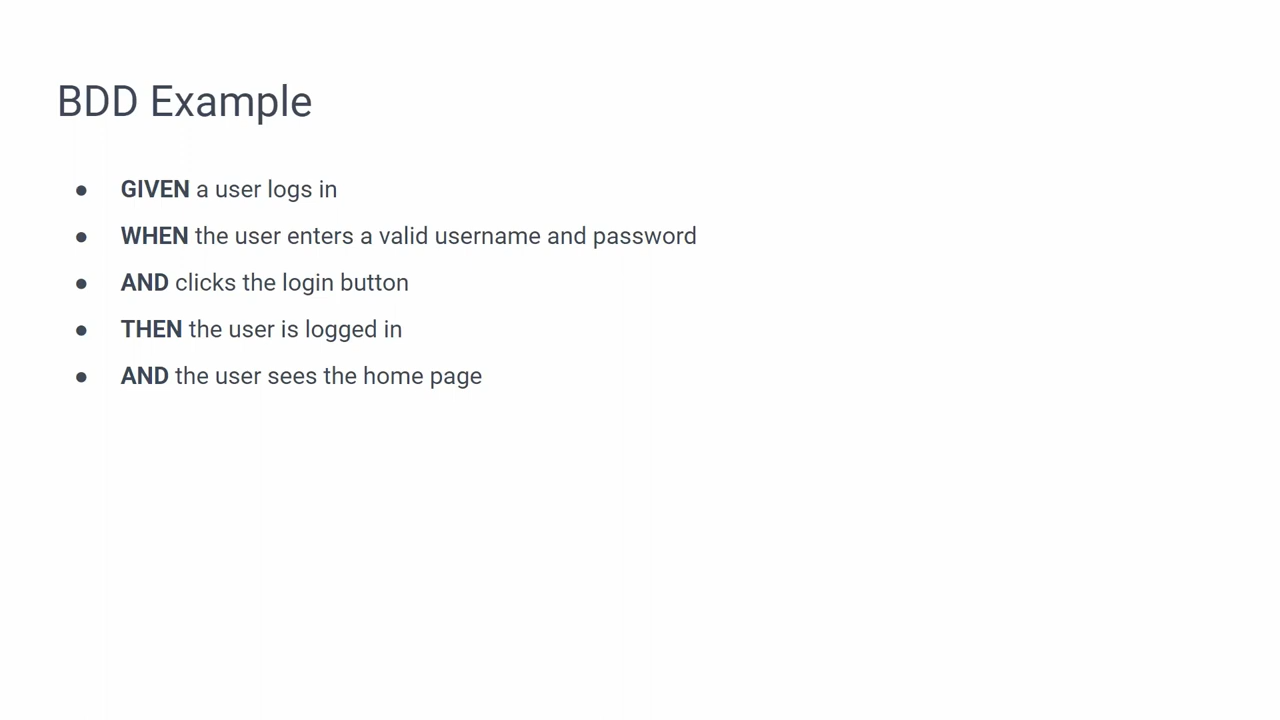 BDD Example
● GIVEN a user logs in
● WHEN the user enters a valid username and password
● AND clicks the login button
● THEN the user is logged in
● AND the user sees the home page